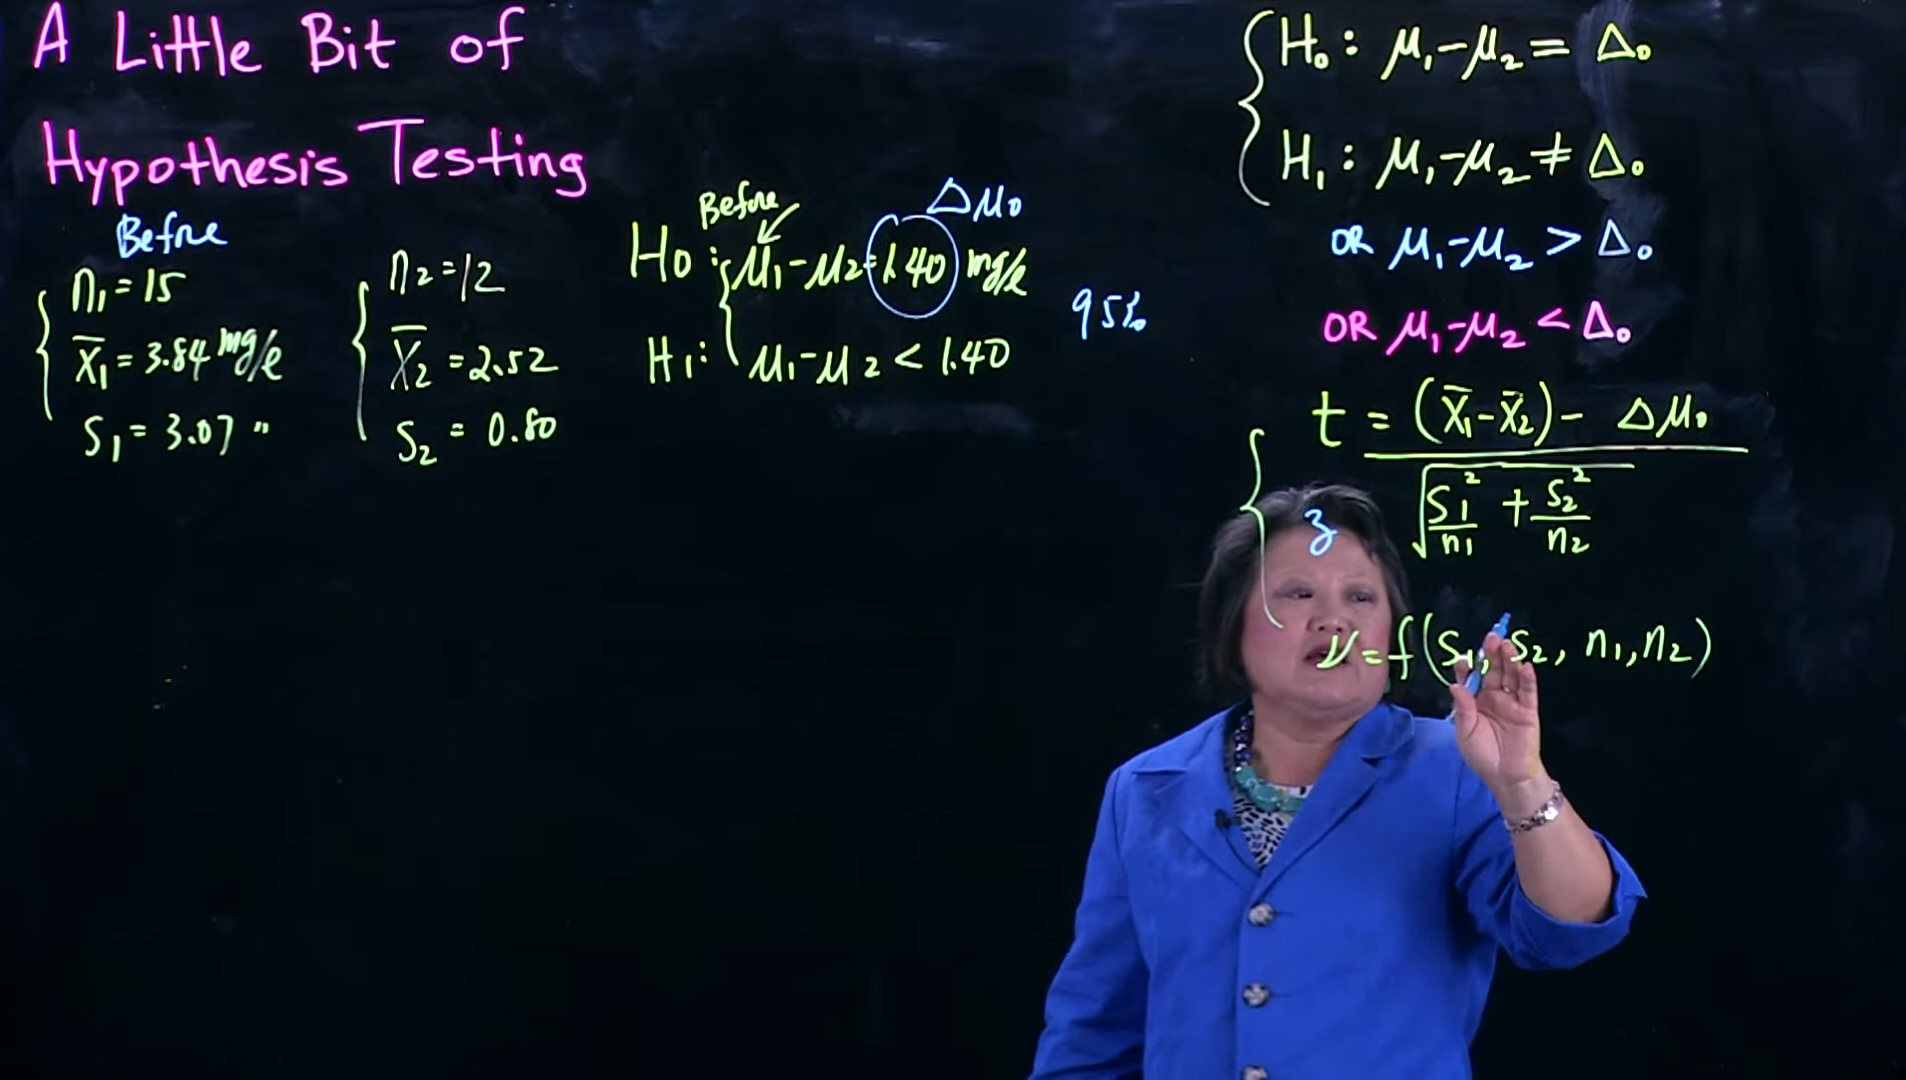 A Little Bit of
Hypothesis Testing
Before
n₁ = 15
x̄₁ = 3.84 mg/l
S₁ = 3.07 "
n₂ = 12
x̄₂ = 2.52
S₂ = 0.80
Before
Δμ₀
H₀: μ₁-μ₂ = 1.40 mg/l
H₁: μ₁-μ₂ < 1.40
95%
H₀: μ₁-μ₂ = Δ₀
H₁: μ₁-μ₂ ≠ Δ₀
OR μ₁-μ₂ > Δ₀
OR μ₁-μ₂ < Δ₀
t = (x̄₁-x̄₂) - Δμ₀
√ S₁²/n₁ + S₂²/n₂
z
ν = f(S₁, S₂, n₁, n₂)